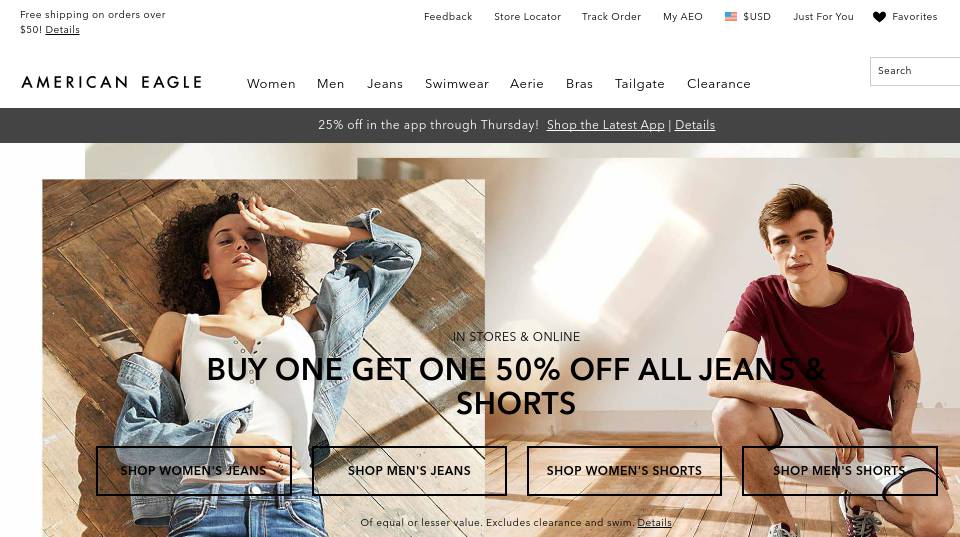 Free shipping on orders over
$50! Details
Feedback Store Locator Track Order My AEO $USD Just For You Favorites
AMERICAN EAGLE Women Men Jeans Swimwear Aerie Bras Tailgate Clearance
Search
25% off in the app through Thursday! Shop the Latest App | Details
IN STORES & ONLINE
BUY ONE GET ONE 50% OFF ALL JEANS &
SHORTS
SHOP WOMEN'S JEANS SHOP MEN'S JEANS SHOP WOMEN'S SHORTS SHOP MEN'S SHORTS
Of equal or lesser value. Excludes clearance and swim. Details